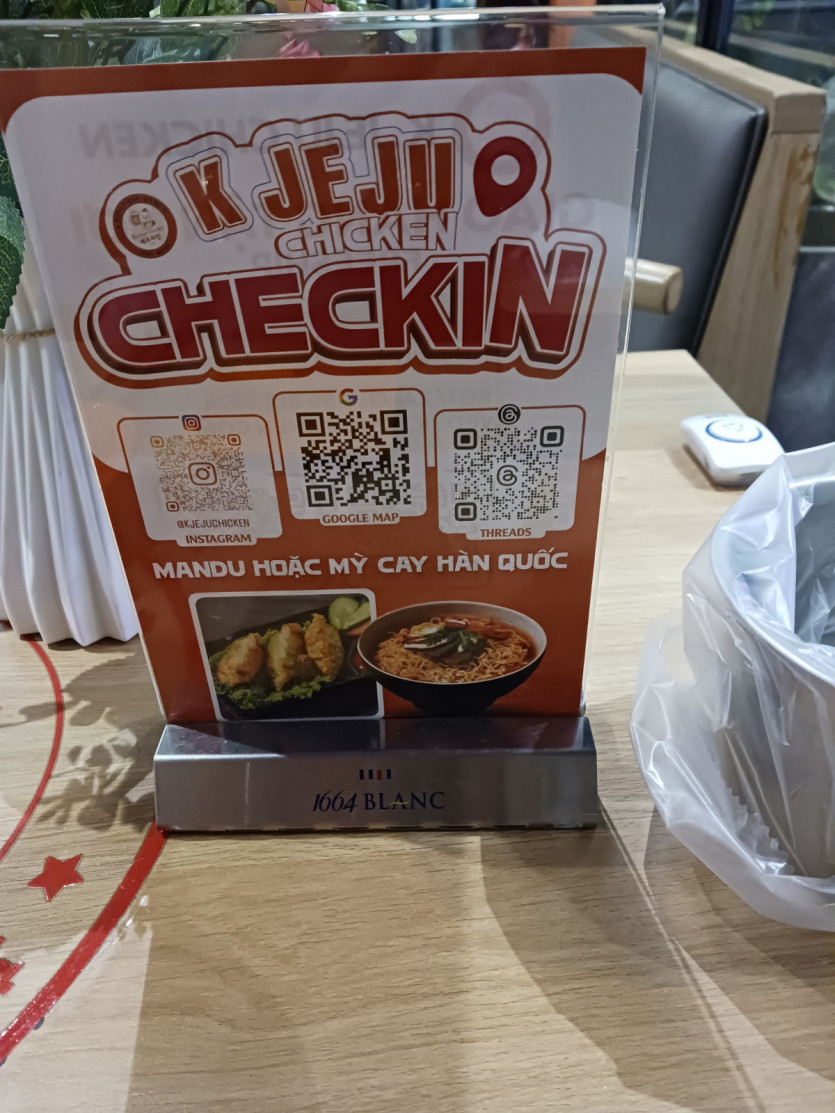 K JEJU
CHICKEN
CHECKIN
@KJEJUCHICKEN
INSTAGRAM
GOOGLE MAP
THREADS
MANDU HOẶC MỲ CAY HÀN QUỐC
1664 BLANC